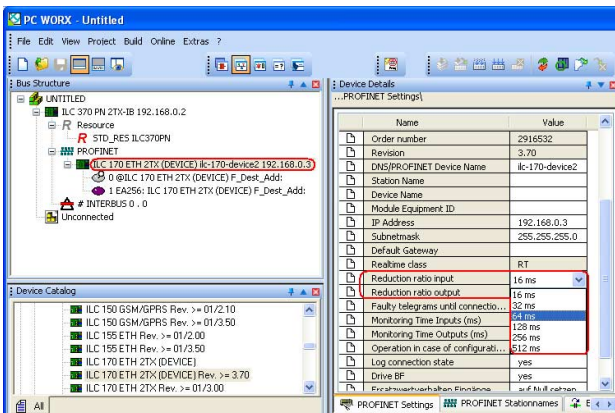 PC WORX - Untitled
File Edit View Project Build Online Extras ?
Bus Structure
UNTITLED
ILC 370 PN 2TX-IB 192.168.0.2
R Resource
R STD_RES ILC370PN
PROFINET
ILC 170 ETH 2TX (DEVICE) ilc-170-device2 192.168.0.3
0 @ILC 170 ETH 2TX (DEVICE) F_Dest_Add:
1 EA256: ILC 170 ETH 2TX (DEVICE) F_Dest_Add:
# INTERBUS 0 . 0
Unconnected
Device Catalog
ILC 150 GSM/GPRS Rev. >= 01/2.10
ILC 150 GSM/GPRS Rev. >= 01/3.50
ILC 155 ETH Rev. >= 01/2.00
ILC 155 ETH Rev. >= 01/3.50
ILC 170 ETH 2TX (DEVICE)
ILC 170 ETH 2TX (DEVICE) Rev. >= 3.70
ILC 170 ETH 2TX Rev. >= 01/3.00
All
Device Details
...PROFINET Settings\
Name Value
Order number 2916532
Revision 3.70
DNS/PROFINET Device Name ilc-170-device2
Station Name
Device Name
Module Equipment ID
IP Address 192.168.0.3
Subnetmask 255.255.255.0
Default Gateway
Realtime class RT
Reduction ratio input 16 ms
Reduction ratio output 16 ms
32 ms
Faulty telegrams until connectio... 64 ms
Monitoring Time Inputs (ms) 128 ms
Monitoring Time Outputs (ms) 256 ms
Operation in case of configurati... 512 ms
Log connection state yes
Drive BF yes
Ersatzwertverhalten Eingänge auf Null setzen
PROFINET Settings PROFINET Stationnames E